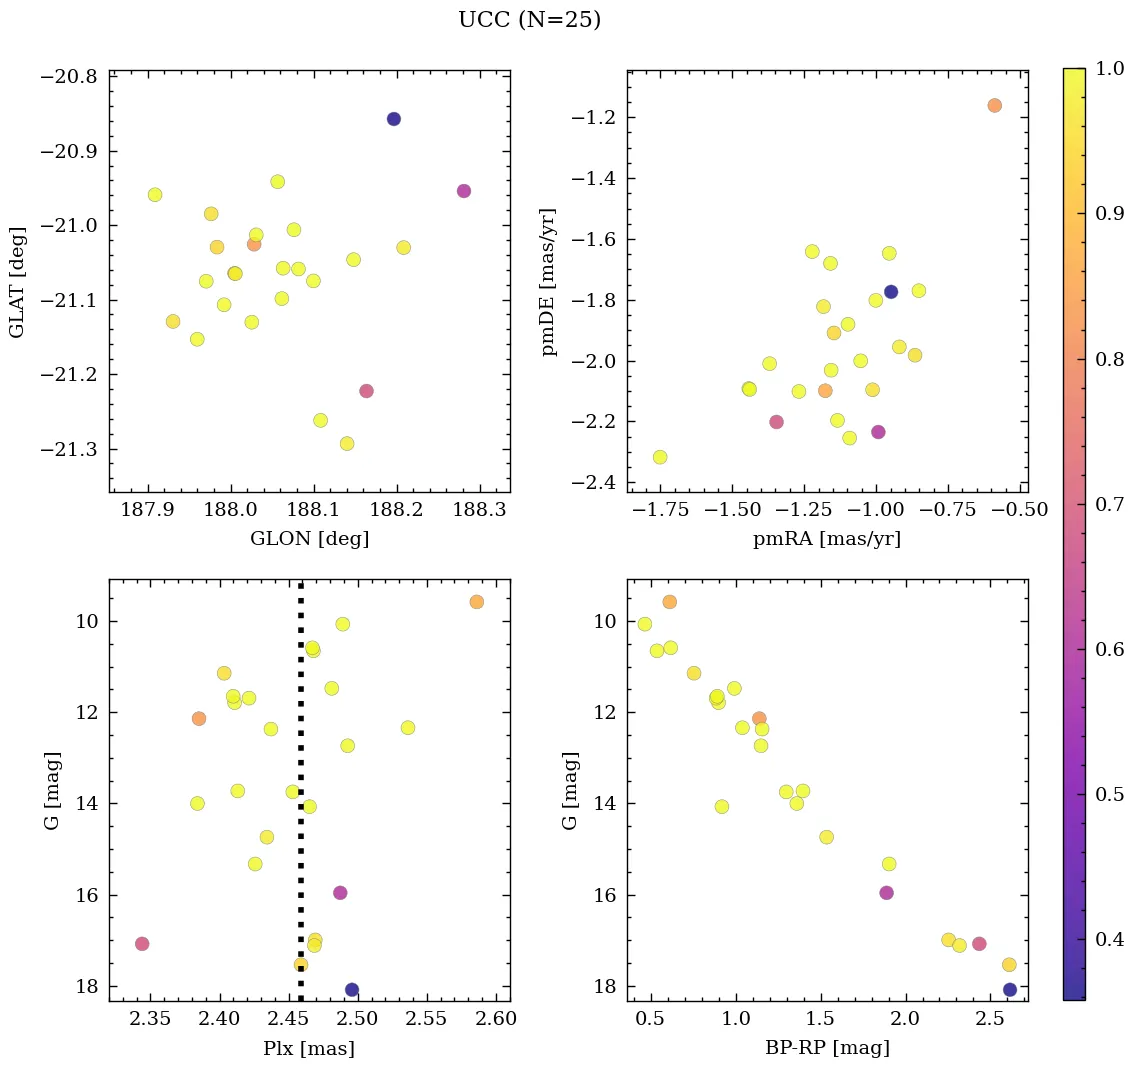 UCC (N=25)
−20.8
−20.9
−21.0
−21.1
−21.2
−21.3
GLAT [deg]
187.9 188.0 188.1 188.2 188.3
GLON [deg]
−1.2
−1.4
−1.6
−1.8
−2.0
−2.2
−2.4
pmDE [mas/yr]
−1.75 −1.50 −1.25 −1.00 −0.75 −0.50
pmRA [mas/yr]
10
12
14
16
18
G [mag]
2.35 2.40 2.45 2.50 2.55 2.60
Plx [mas]
10
12
14
16
18
G [mag]
0.5 1.0 1.5 2.0 2.5
BP-RP [mag]
1.0
0.9
0.8
0.7
0.6
0.5
0.4